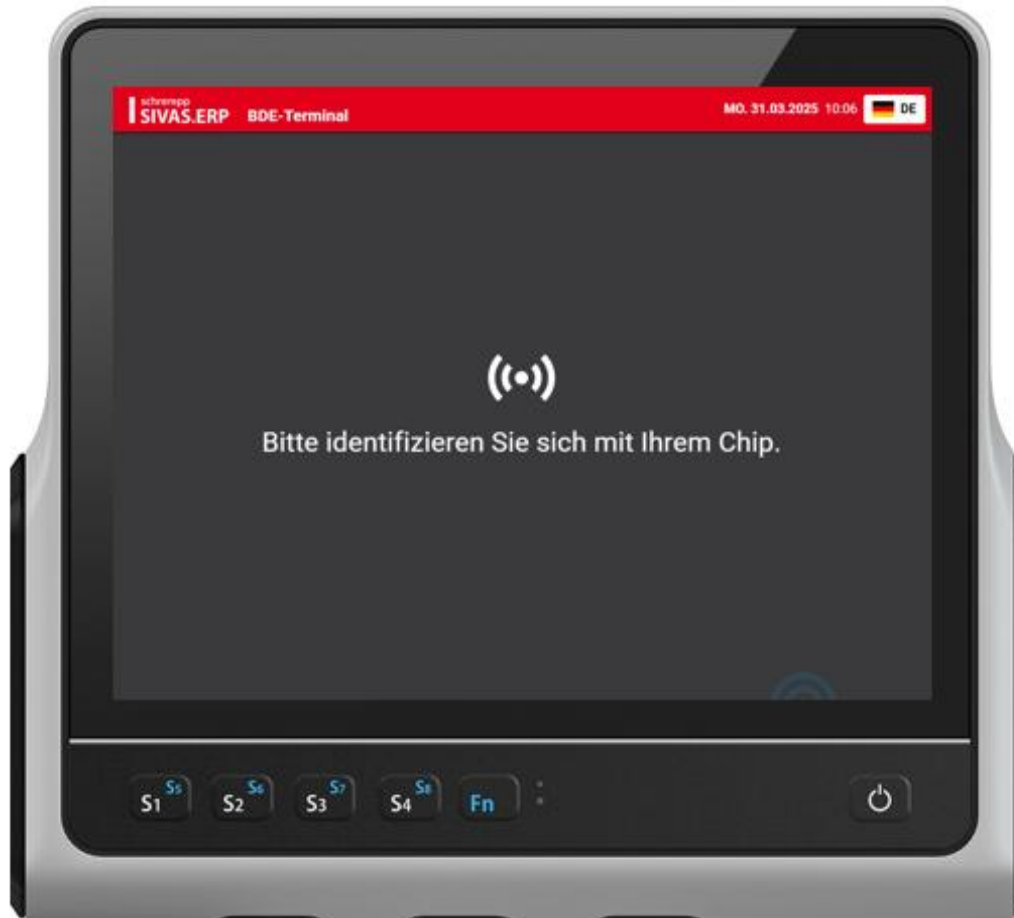 schrempp
SIVAS.ERP BDE-Terminal MO. 31.03.2025 10:06 DE
Bitte identifizieren Sie sich mit Ihrem Chip.
S1 S5 S2 S6 S3 S7 S4 S8 Fn